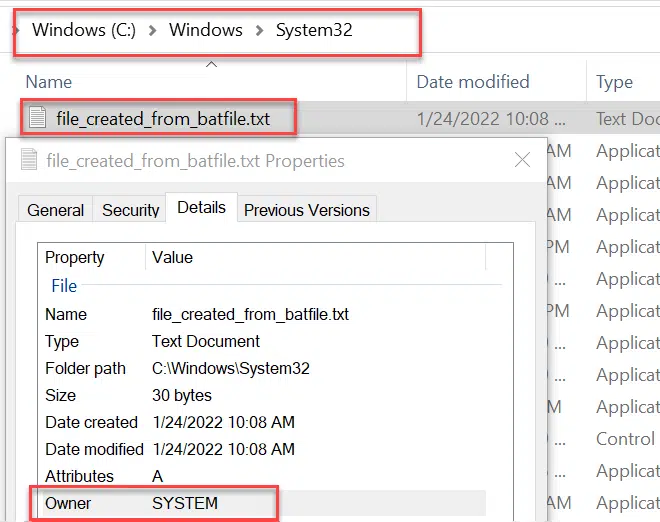 Windows (C:) > Windows > System32
Name Date modified Type
file_created_from_batfile.txt 1/24/2022 10:08 ... Text Doc
file_created_from_batfile.txt Properties
AM Applicat
General Security Details Previous Versions
... Applicat
AM Applicat
PM Applicat
Property Value
... Applicat
File
Name file_created_from_batfile.txt
PM Applicat
Type Text Document
... Applicat
Folder path C:\Windows\System32
... Applicat
Size 30 bytes
M Applicat
Date created 1/24/2022 10:08 AM
... Control
Date modified 1/24/2022 10:08 AM
AM Applicat
Attributes A
Owner SYSTEM
AM Applicat